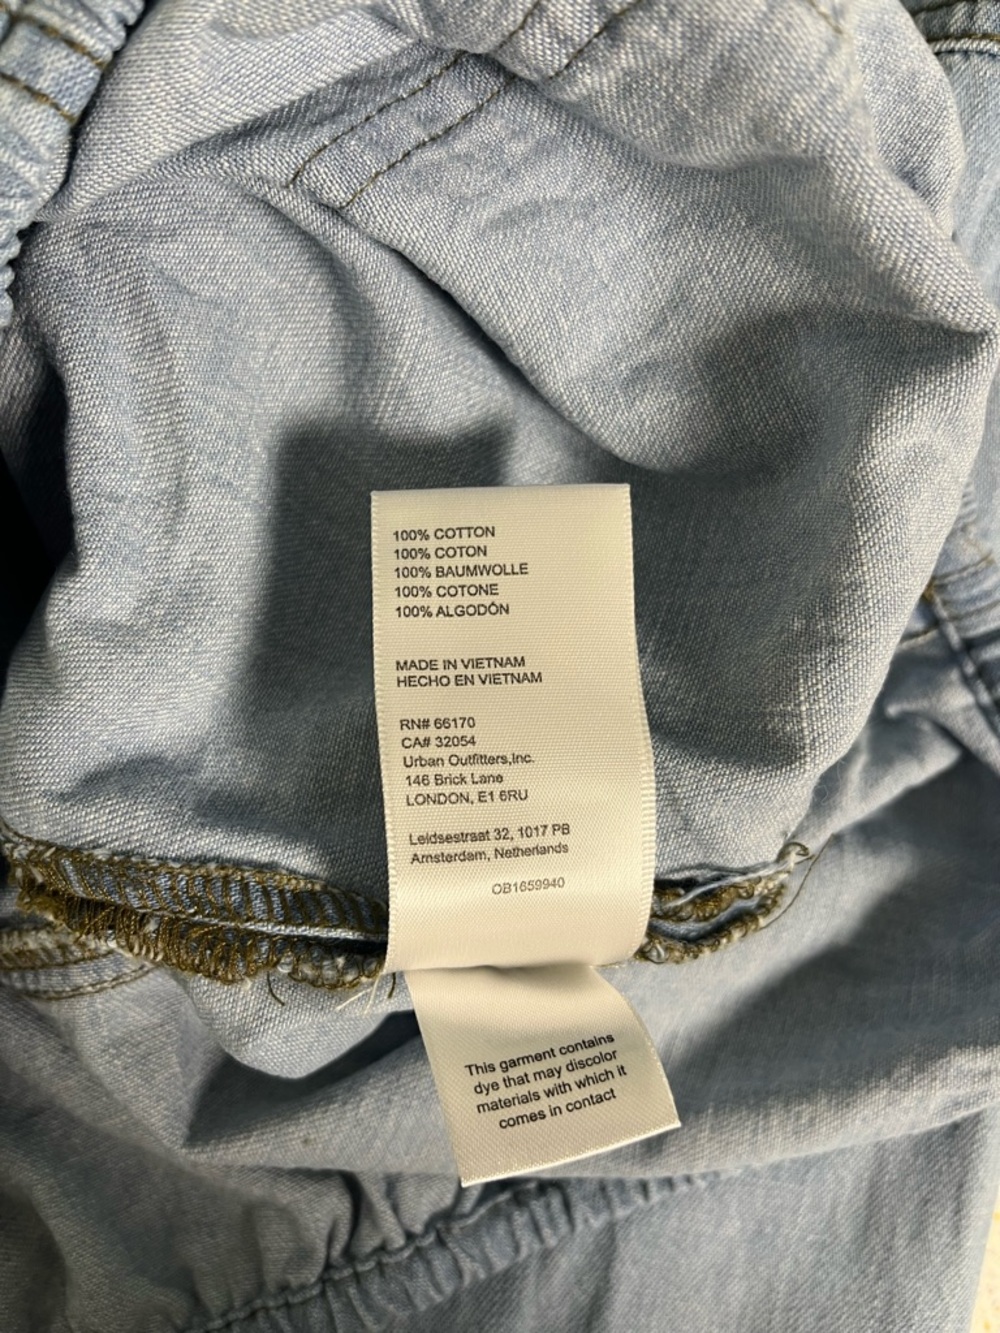 100% COTTON
100% COTON
100% BAUMWOLLE
100% COTONE
100% ALGODÓN
MADE IN VIETNAM
HECHO EN VIETNAM
RN# 66170
CA# 32054
Urban Outfitters,Inc.
146 Brick Lane
LONDON, E1 6RU
Leidsestraat 32, 1017 PB
Amsterdam, Netherlands
OB1659940
This garment contains
dye that may discolor
materials with which it
comes in contact